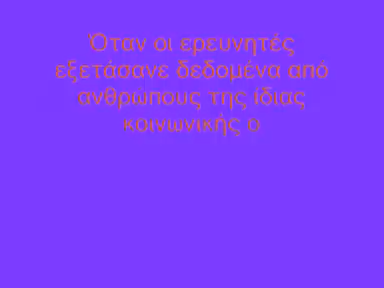 Όταν οι ερευνητές
εξετάσανε δεδομένα από
ανθρώπους της ίδιας
κοινωνικής ο